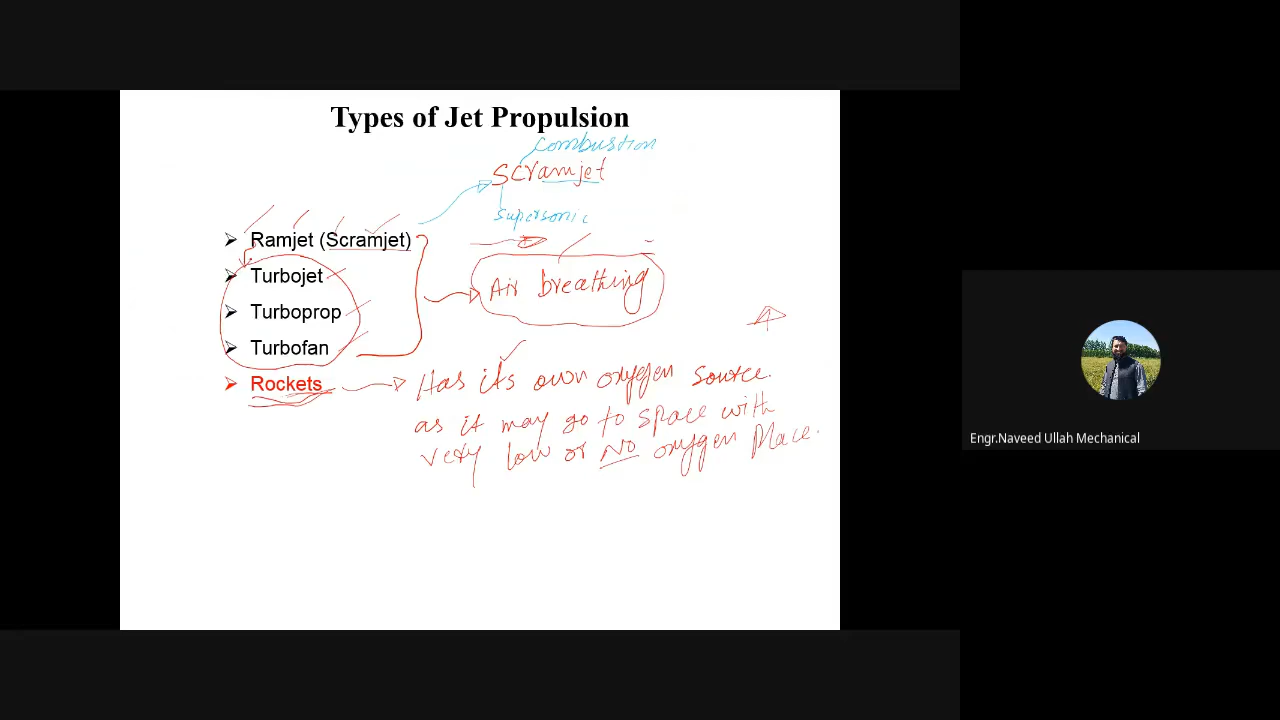 Types of Jet Propulsion
combustion
Scramjet
supersonic
➢ Ramjet (Scramjet)
➢ Turbojet
➢ Turboprop
➢ Turbofan
➢ Rockets
Air breathing
Has its own oxygen source.
as it may go to space with
very low or NO oxygen place.
Engr.Naveed Ullah Mechanical